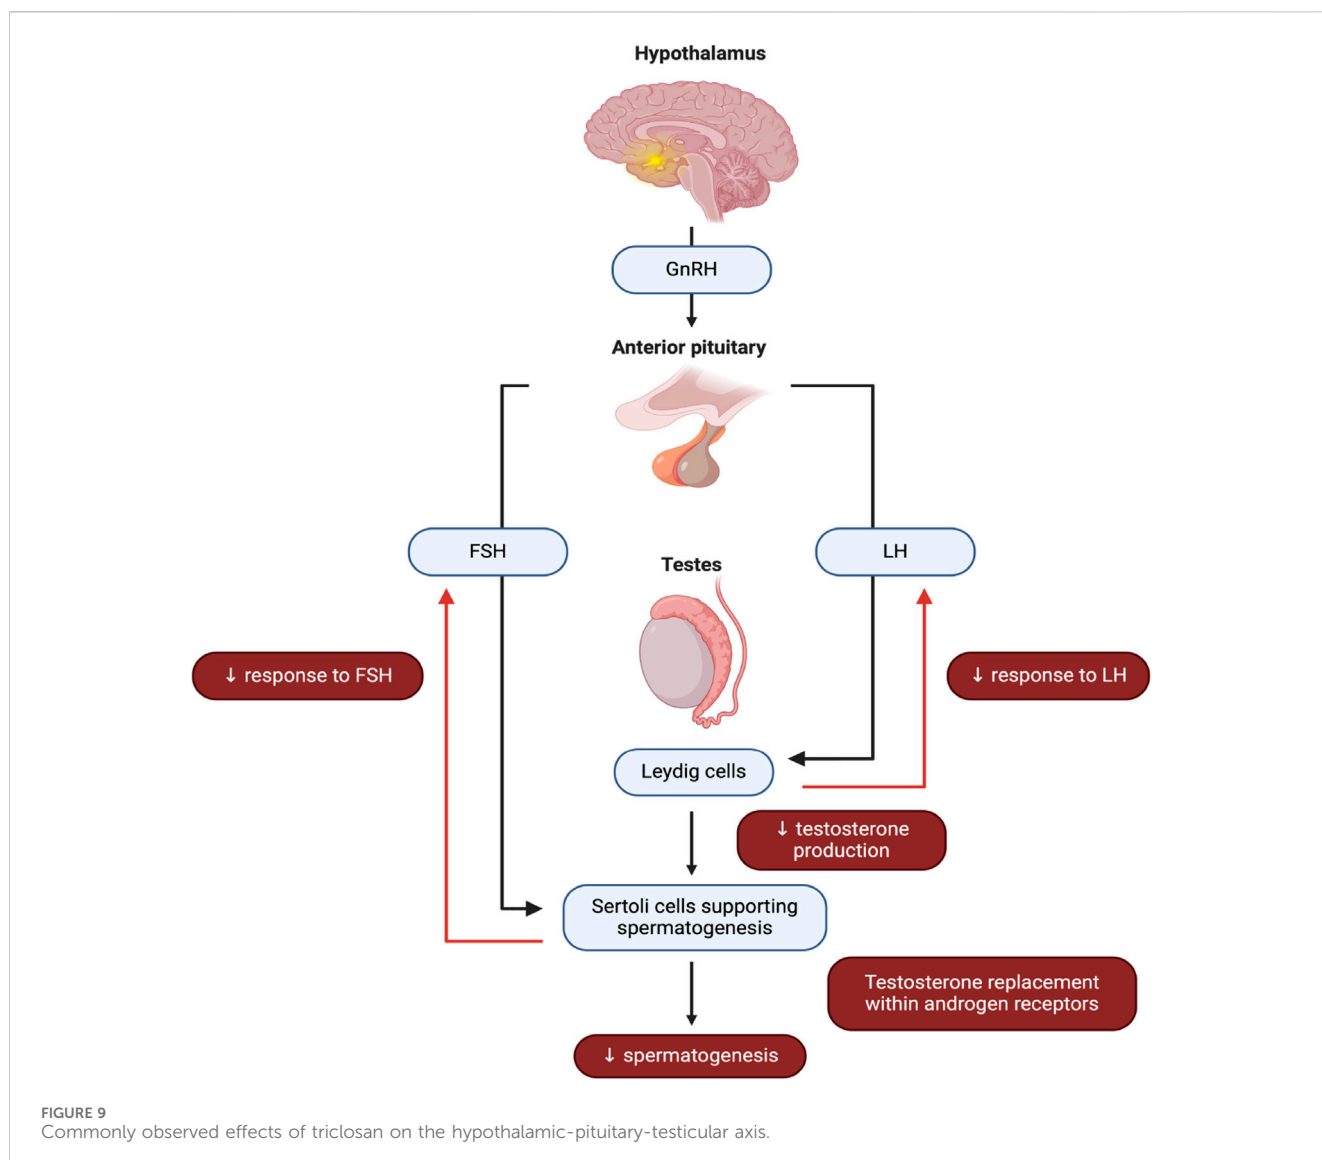 Hypothalamus
GnRH
Anterior pituitary
FSH
LH
Testes
↓ response to FSH
↓ response to LH
Leydig cells
↓ testosterone
production
Sertoli cells supporting
spermatogenesis
Testosterone replacement
within androgen receptors
↓ spermatogenesis
FIGURE 9
Commonly observed effects of triclosan on the hypothalamic-pituitary-testicular axis.